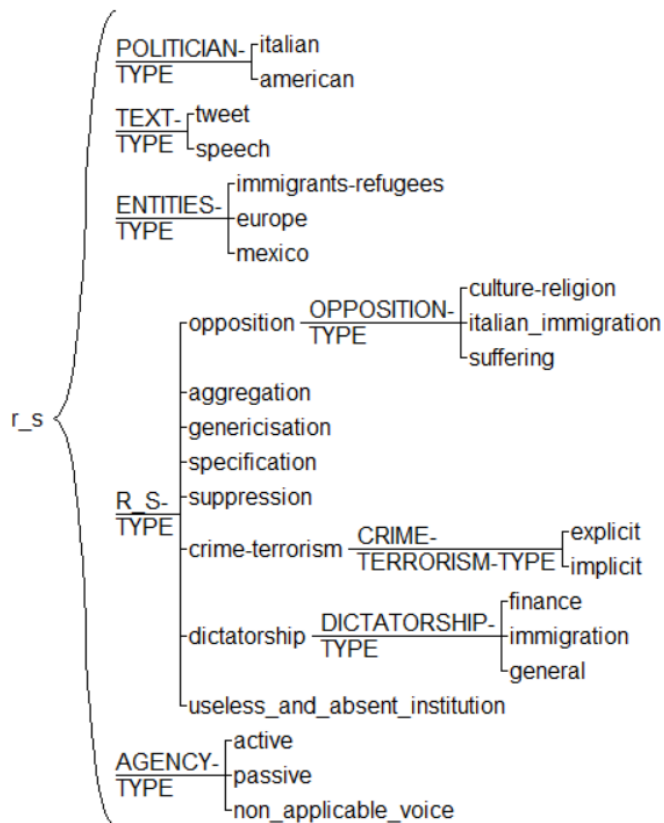 POLITICIAN-
TYPE
italian
american
TEXT-
TYPE
tweet
speech
ENTITIES-
TYPE
immigrants-refugees
europe
mexico
r_s
R_S-
TYPE
opposition
OPPOSITION-
TYPE
culture-religion
italian_immigration
suffering
aggregation
genericisation
specification
suppression
crime-terrorism
CRIME-
TERRORISM-TYPE
explicit
implicit
dictatorship
DICTATORSHIP-
TYPE
finance
immigration
general
useless_and_absent_institution
AGENCY-
TYPE
active
passive
non_applicable_voice